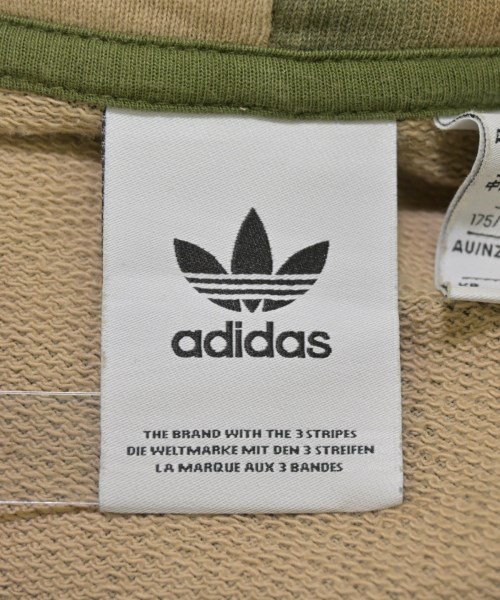 adidas
THE BRAND WITH THE 3 STRIPES
DIE WELTMARKE MIT DEN 3 STREIFEN
LA MARQUE AUX 3 BANDES
175/
AU/NZ